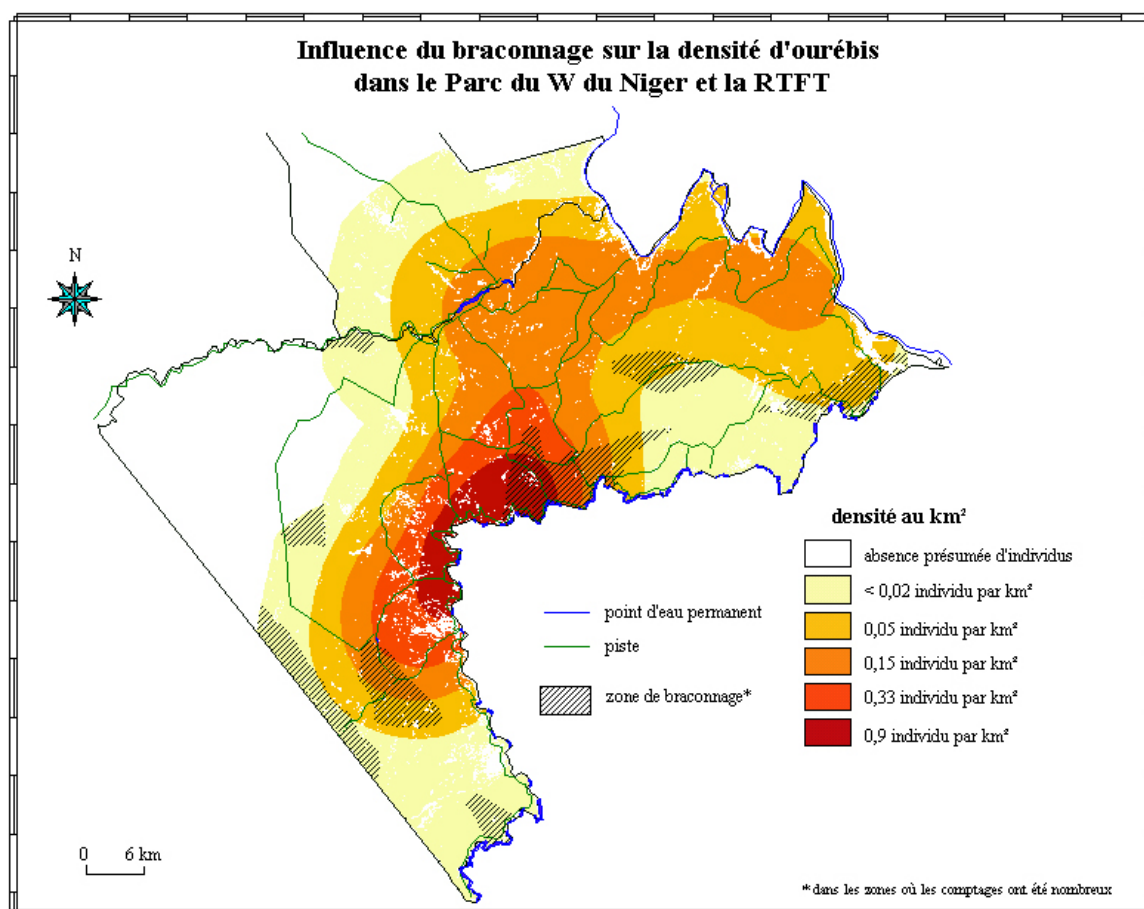 Influence du braconnage sur la densité d'ourébis
dans le Parc du W du Niger et la RTFT
N
densité au km²
absence présumée d'individus
< 0,02 individu par km²
0,05 individu par km²
0,15 individu par km²
0,33 individu par km²
0,9 individu par km²
point d'eau permanent
piste
zone de braconnage*
0 6 km
* dans les zones où les comptages ont été nombreux